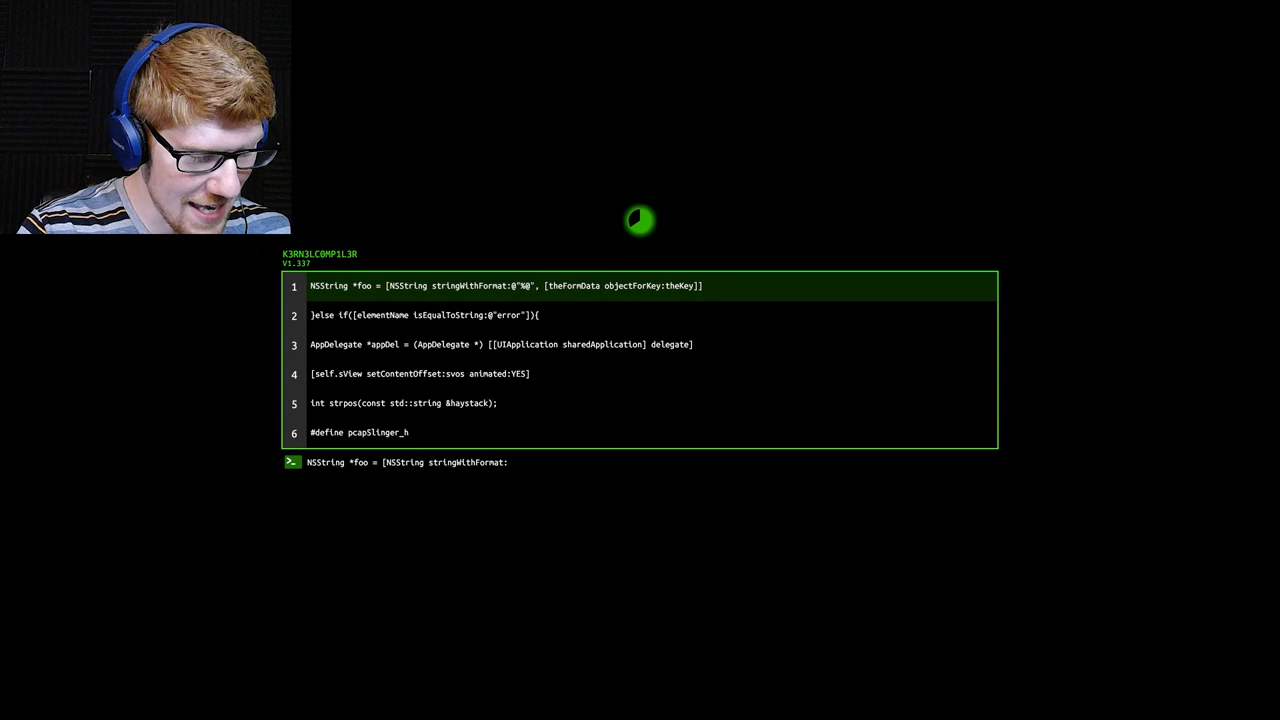 K3RN3LC0MP1L3R
V1.337
1 NSString *foo = [NSString stringWithFormat:@"%@", [theFormData objectForKey:theKey]]
2 }else if([elementName isEqualToString:@"error"]){
3 AppDelegate *appDel = (AppDelegate *) [[UIApplication sharedApplication] delegate]
4 [self.sView setContentOffset:svos animated:YES]
5 int strpos(const std::string &haystack);
6 #define pcapSlinger_h
>_ NSString *foo = [NSString stringWithFormat: